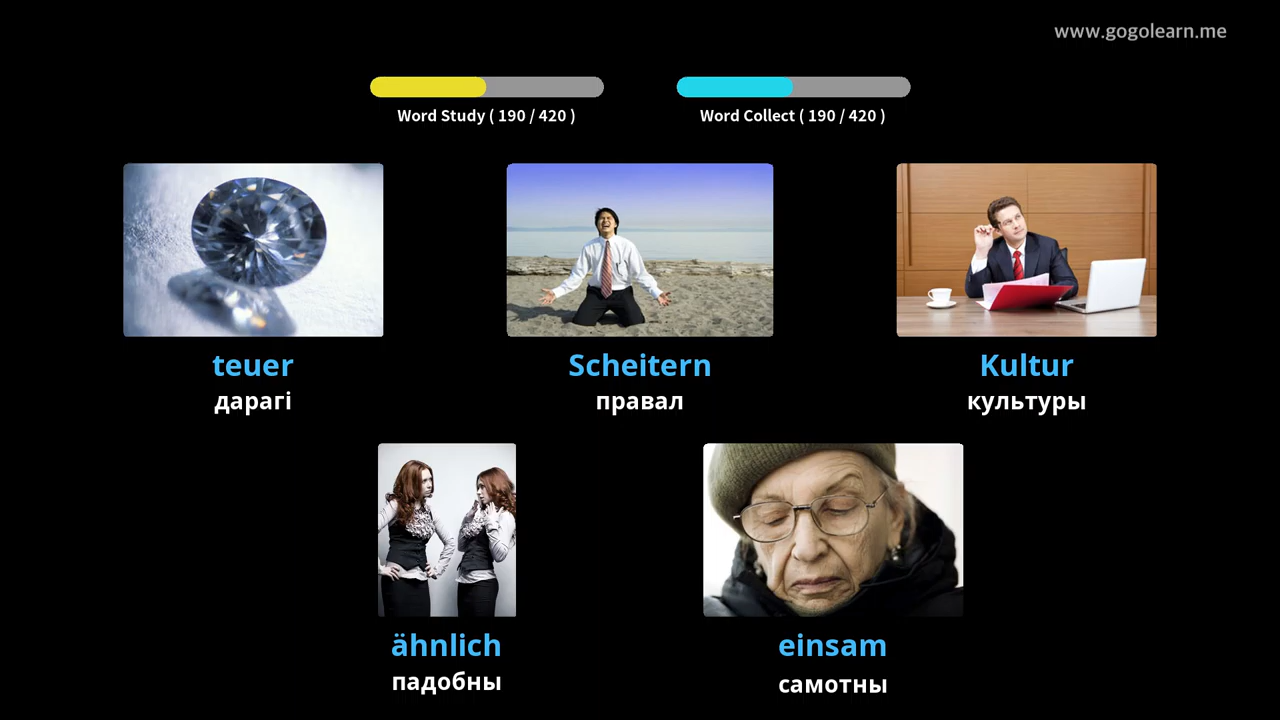 www.gogolearn.me
Word Study ( 190 / 420 )
Word Collect ( 190 / 420 )
teuer
дарагі
Scheitern
правал
Kultur
культуры
ähnlich
падобны
einsam
самотны